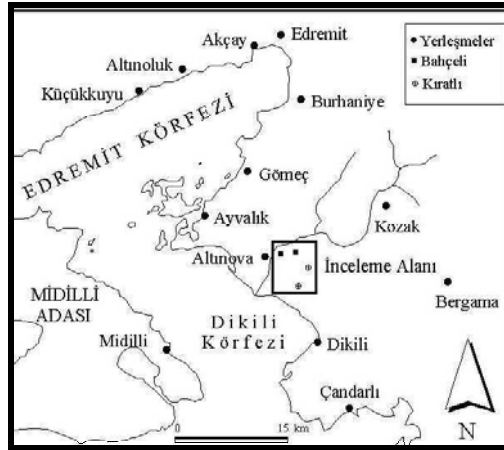 Edremit
Akçay
Altınoluk
Küçükkuyu
Yerleşmeler
Bahçeli
Kıratlı
EDREMİT KÖRFEZİ
Burhaniye
Gömeç
Ayvalık
Kozak
Altınova
İnceleme Alanı
Bergama
MİDİLLİ
ADASI
Midilli
Dikili
Körfezi
Dikili
Çandarlı
0 15 km
N